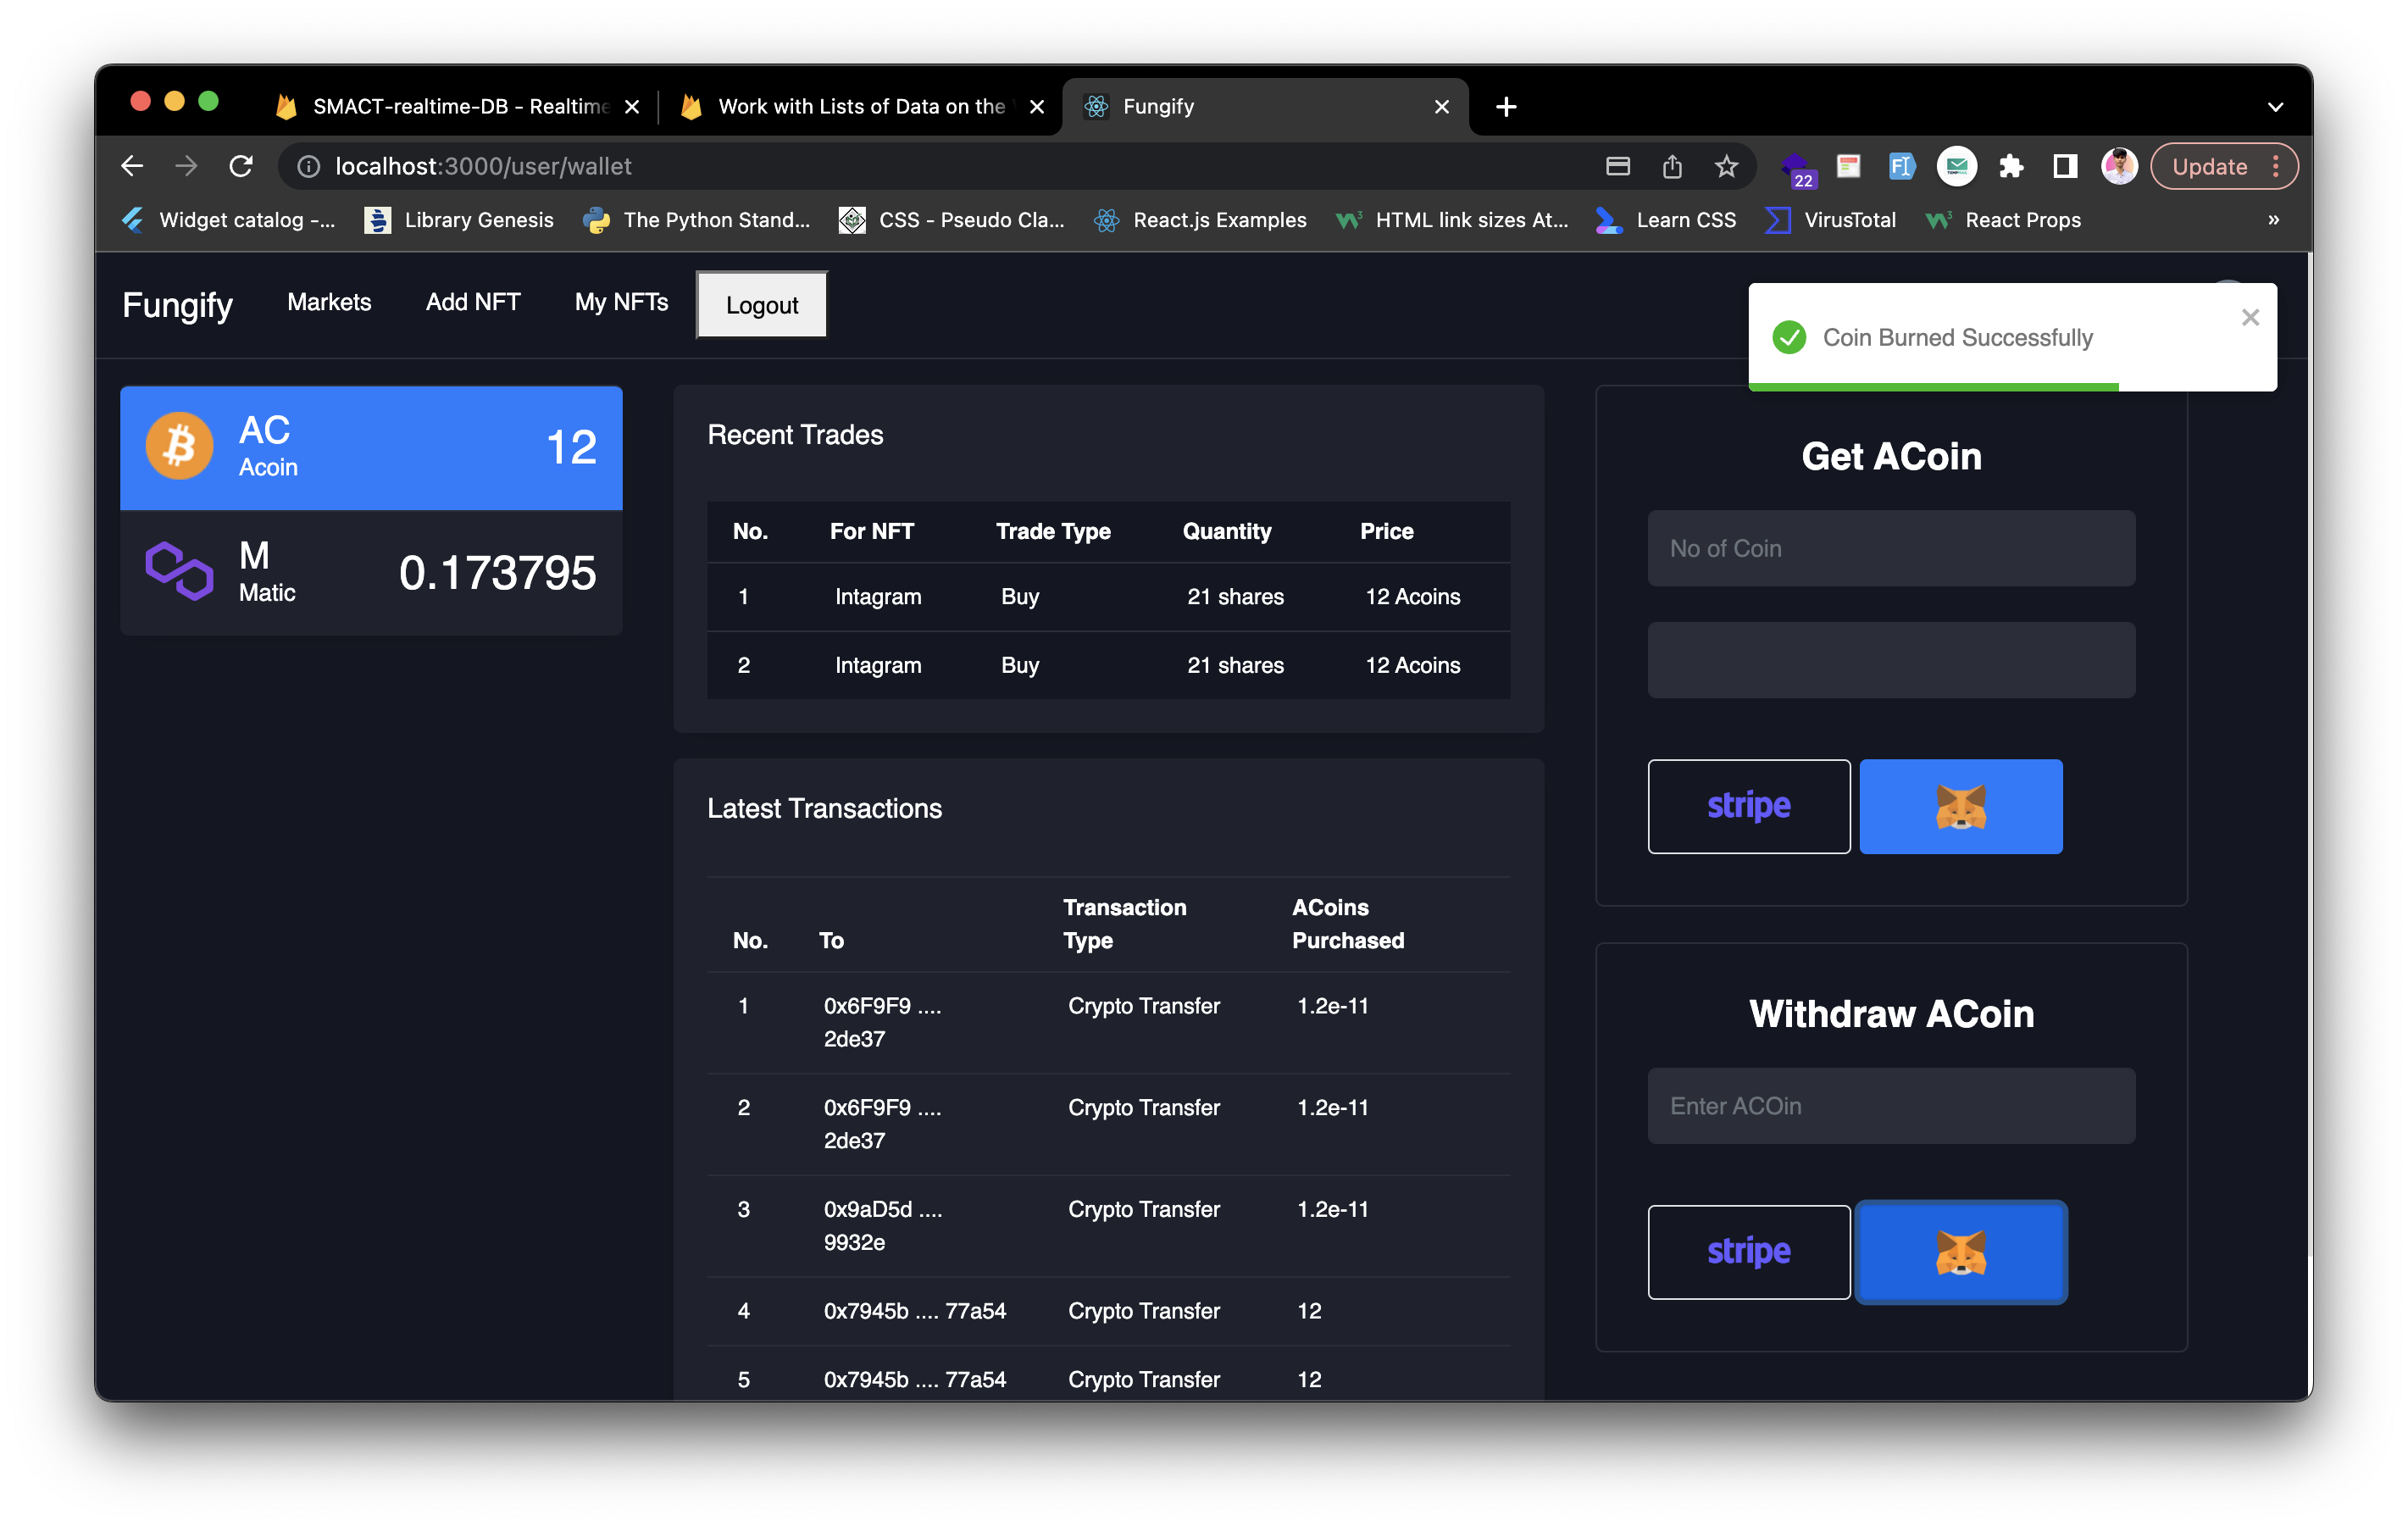 SMACT-realtime-DB - Realtime
Work with Lists of Data on the
Fungify
localhost:3000/user/wallet
22
Update
Widget catalog -...
Library Genesis
The Python Stand...
CSS - Pseudo Cla...
React.js Examples
HTML link sizes At...
Learn CSS
VirusTotal
React Props
»
Fungify
Markets
Add NFT
My NFTs
Logout
Coin Burned Successfully
AC
Acoin
12
M
Matic
0.173795
Recent Trades
No. For NFT Trade Type Quantity Price
1 Intagram Buy 21 shares 12 Acoins
2 Intagram Buy 21 shares 12 Acoins
Latest Transactions
No. To Transaction Type ACoins Purchased
1 0x6F9F9 .... 2de37 Crypto Transfer 1.2e-11
2 0x6F9F9 .... 2de37 Crypto Transfer 1.2e-11
3 0x9aD5d .... 9932e Crypto Transfer 1.2e-11
4 0x7945b .... 77a54 Crypto Transfer 12
5 0x7945b .... 77a54 Crypto Transfer 12
Get ACoin
No of Coin
stripe
Withdraw ACoin
Enter ACOin
stripe